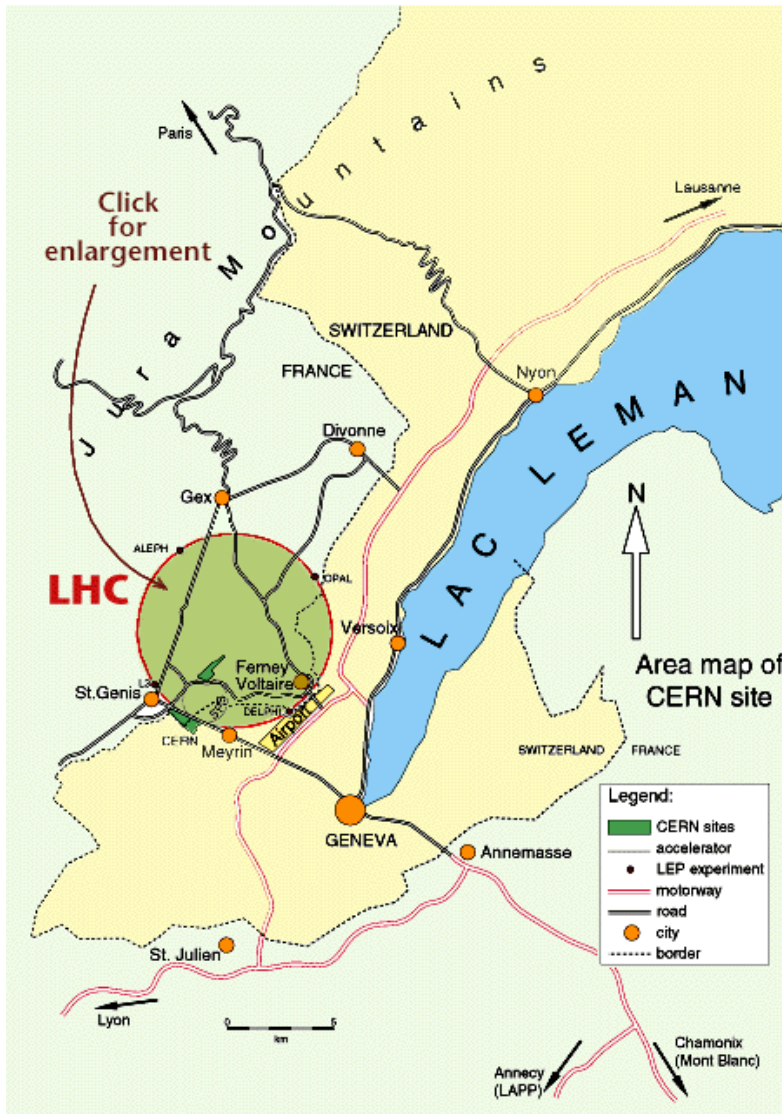 Paris
Jura Mountains
Click
for
enlargement
Lausanne
SWITZERLAND
FRANCE
Nyon
Divonne
Gex
LAC LEMAN
N
ALEPH
OPAL
LHC
Versoix
Area map of
CERN site
Ferney
Voltaire
L3
St.Genis
SPS
DELPHI
Airport
CERN
Meyrin
SWITZERLAND
FRANCE
GENEVA
Annemasse
Legend:
CERN sites
accelerator
LEP experiment
motorway
road
city
border
St. Julien
Lyon
0
5
km
Chamonix
(Mont Blanc)
Annecy
(LAPP)